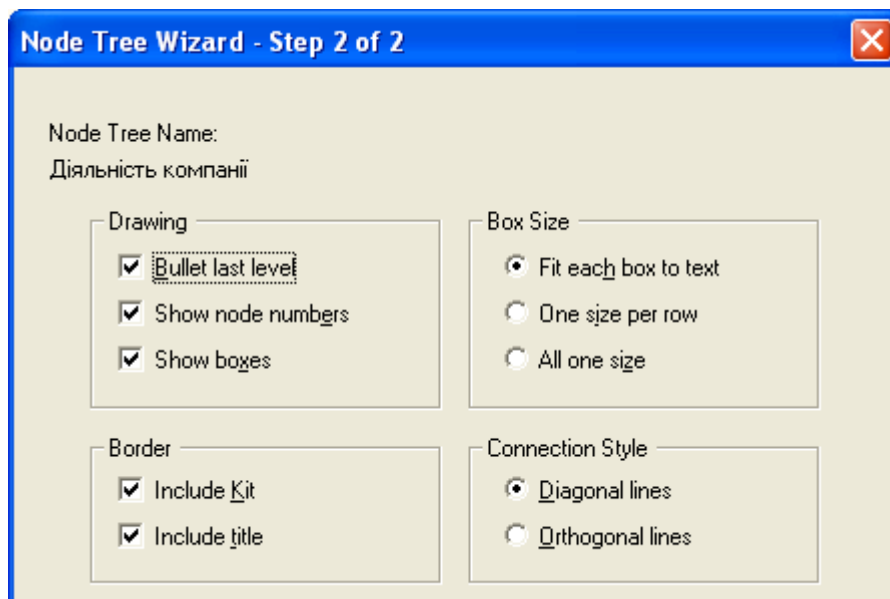 Node Tree Wizard - Step 2 of 2
Node Tree Name:
Діяльність компанії
Drawing
Bullet last level
Show node numbers
Show boxes
Box Size
Fit each box to text
One size per row
All one size
Border
Include Kit
Include title
Connection Style
Diagonal lines
Orthogonal lines